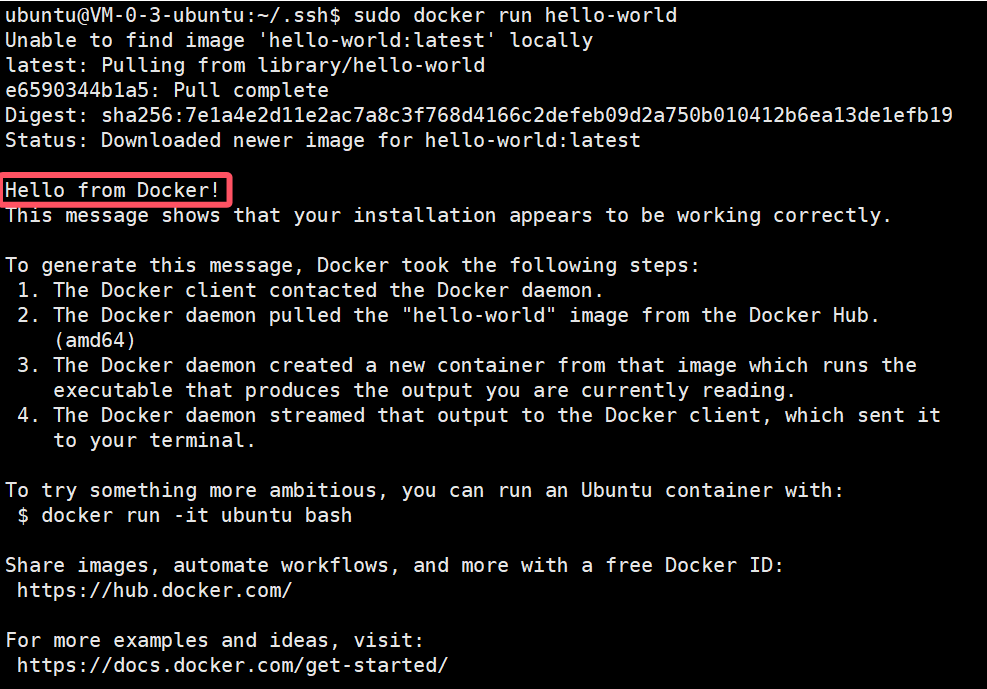 ubuntu@VM-0-3-ubuntu:~/.ssh$ sudo docker run hello-world
Unable to find image 'hello-world:latest' locally
latest: Pulling from library/hello-world
e6590344b1a5: Pull complete
Digest: sha256:7e1a4e2d11e2ac7a8c3f768d4166c2defeb09d2a750b010412b6ea13de1efb19
Status: Downloaded newer image for hello-world:latest
Hello from Docker!
This message shows that your installation appears to be working correctly.
To generate this message, Docker took the following steps:
1. The Docker client contacted the Docker daemon.
2. The Docker daemon pulled the "hello-world" image from the Docker Hub.
(amd64)
3. The Docker daemon created a new container from that image which runs the
executable that produces the output you are currently reading.
4. The Docker daemon streamed that output to the Docker client, which sent it
to your terminal.
To try something more ambitious, you can run an Ubuntu container with:
$ docker run -it ubuntu bash
Share images, automate workflows, and more with a free Docker ID:
https://hub.docker.com/
For more examples and ideas, visit:
https://docs.docker.com/get-started/